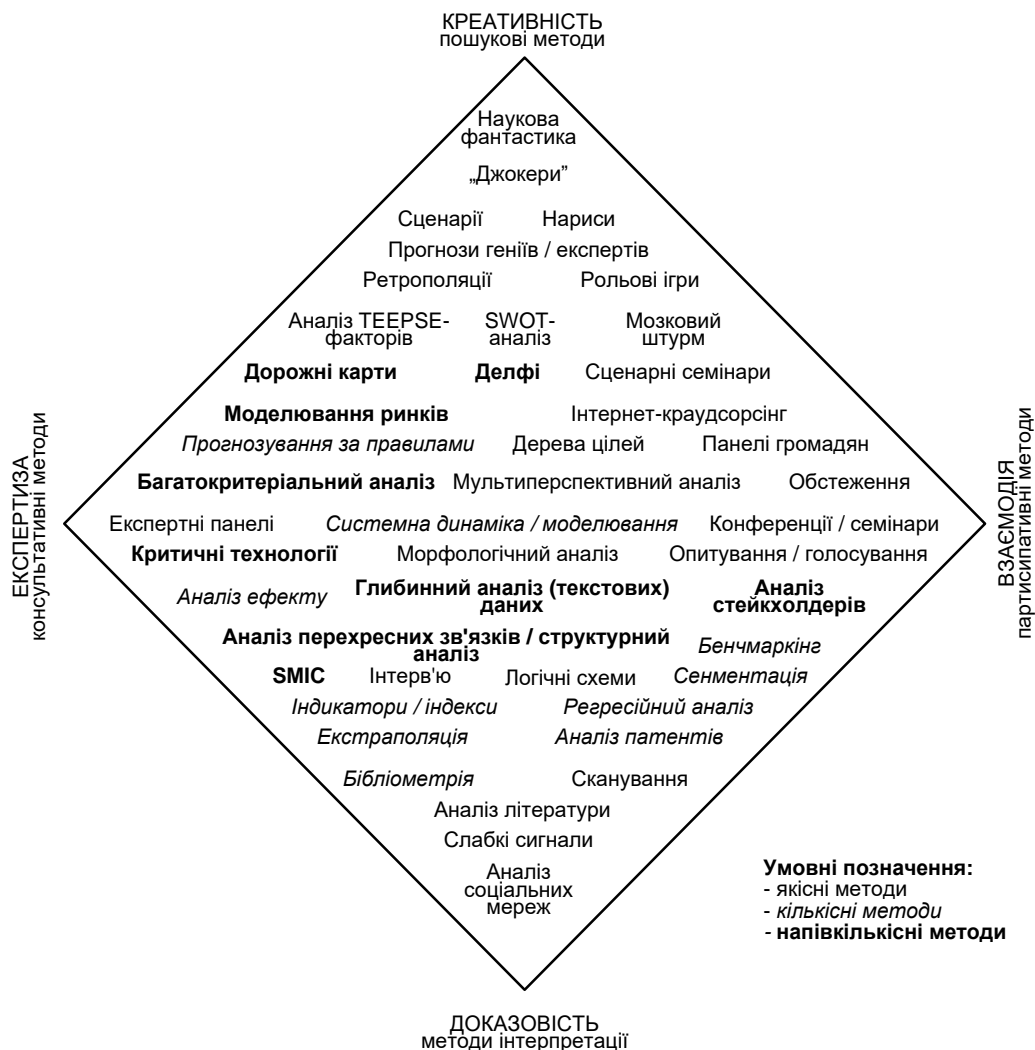 КРЕАТИВНІСТЬ
пошукові методи
Наукова
фантастика
„Джокери”
Сценарії Нариси
Прогнози геніїв / експертів
Ретрополяції Рольові ігри
Аналіз TEEPSE- SWOT- Мозковий
факторів аналіз штурм
Дорожні карти Делфі Сценарні семінари
Моделювання ринків Інтернет-краудсорсінг
Прогнозування за правилами Дерева цілей Панелі громадян
Багатокритеріальний аналіз Мультиперспективний аналіз Обстеження
Експертні панелі Системна динаміка / моделювання Конференції / семінари
Критичні технології Морфологічний аналіз Опитування / голосування
Аналіз ефекту Глибинний аналіз (текстових) Аналіз
даних стейкхолдерів
Аналіз перехресних зв'язків / структурний
аналіз Бенчмаркінг
SMIC Інтерв'ю Логічні схеми Сенментація
Індикатори / індекси Регресійний аналіз
Екстраполяція Аналіз патентів
Бібліометрія Сканування
Аналіз літератури
Слабкі сигнали
Аналіз
соціальних
мереж
ЕКСПЕРТИЗА
консультативні методи
ВЗАЄМОДІЯ
партисипативні методи
Умовні позначення:
- якісні методи
- кількісні методи
- напівкількісні методи
ДОКАЗОВІСТЬ
методи інтерпретації